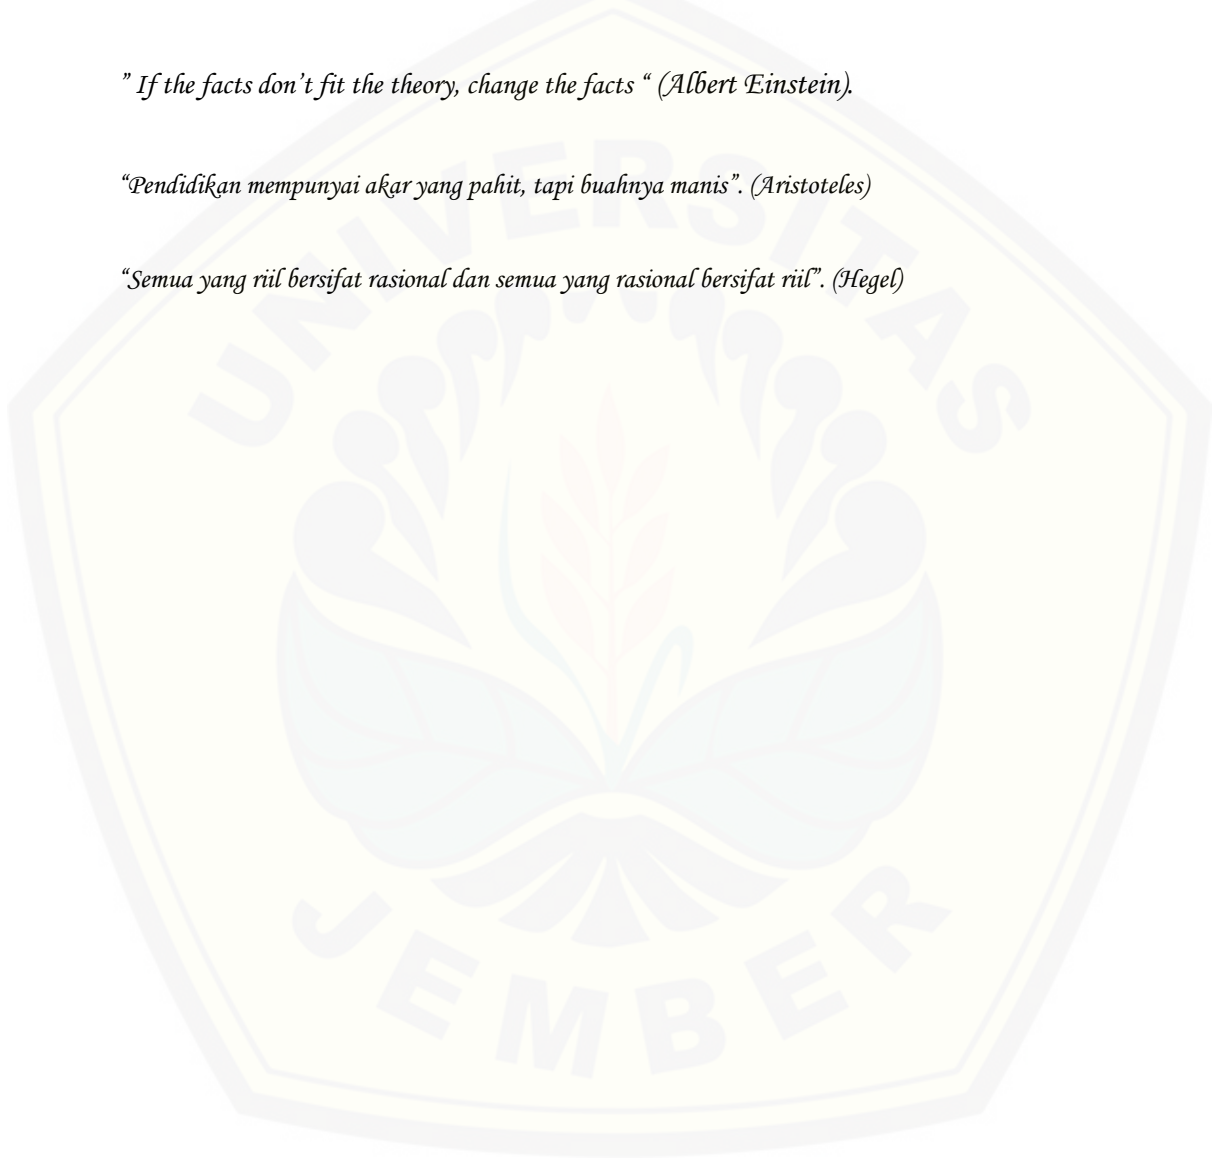 ” If the facts don’t fit the theory, change the facts “ (Albert Einstein).
“Pendidikan mempunyai akar yang pahit, tapi buahnya manis”. (Aristoteles)
“Semua yang riil bersifat rasional dan semua yang rasional bersifat riil”. (Hegel)
UNIVERSITAS
JEMBER